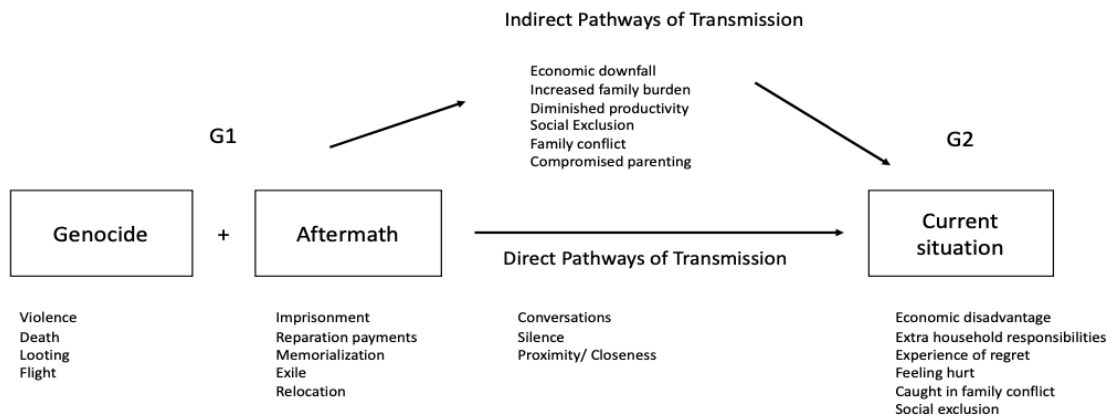 Indirect Pathways of Transmission
Economic downfall
Increased family burden
Diminished productivity
Social Exclusion
Family conflict
Compromised parenting
G1
G2
Genocide
+
Aftermath
Current
situation
Direct Pathways of Transmission
Violence
Death
Looting
Flight
Imprisonment
Reparation payments
Memorialization
Exile
Relocation
Conversations
Silence
Proximity/ Closeness
Economic disadvantage
Extra household responsibilities
Experience of regret
Feeling hurt
Caught in family conflict
Social exclusion